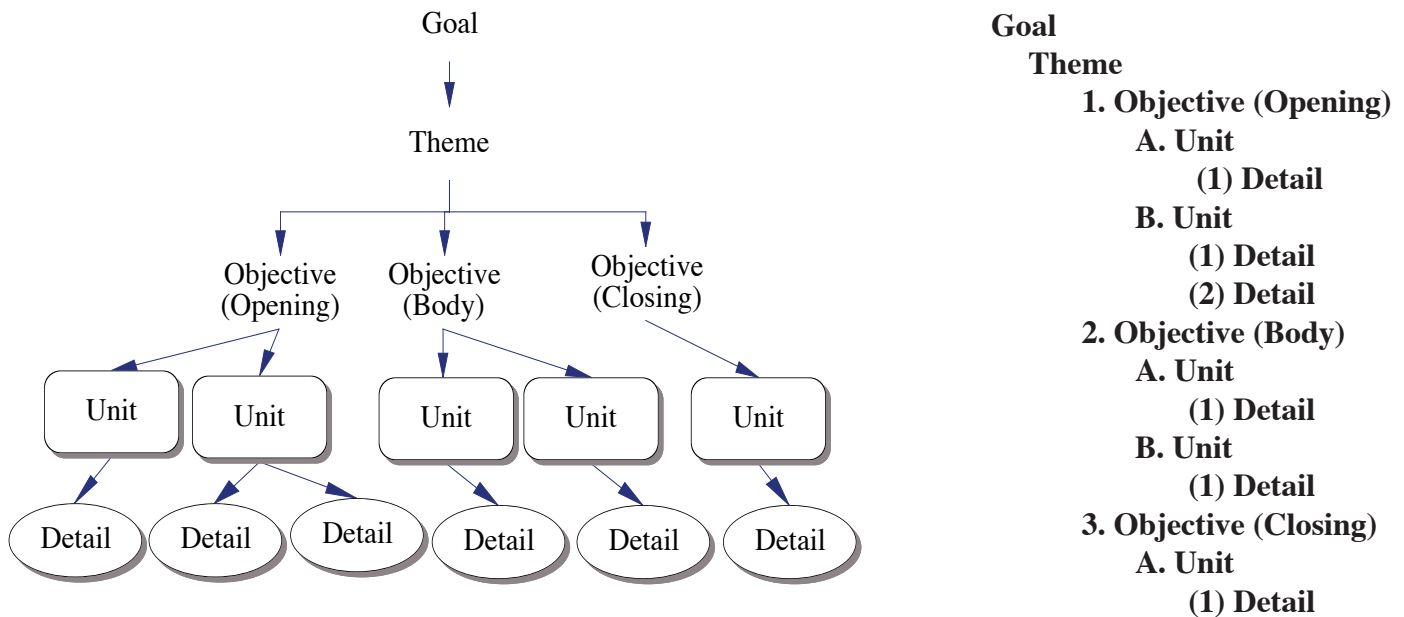 Goal
Theme
Objective
(Opening)
Objective
(Body)
Objective
(Closing)
Unit
Unit
Unit
Unit
Unit
Detail
Detail
Detail
Detail
Detail
Detail
Goal
Theme
1. Objective (Opening)
A. Unit
(1) Detail
B. Unit
(1) Detail
(2) Detail
2. Objective (Body)
A. Unit
(1) Detail
B. Unit
(1) Detail
3. Objective (Closing)
A. Unit
(1) Detail